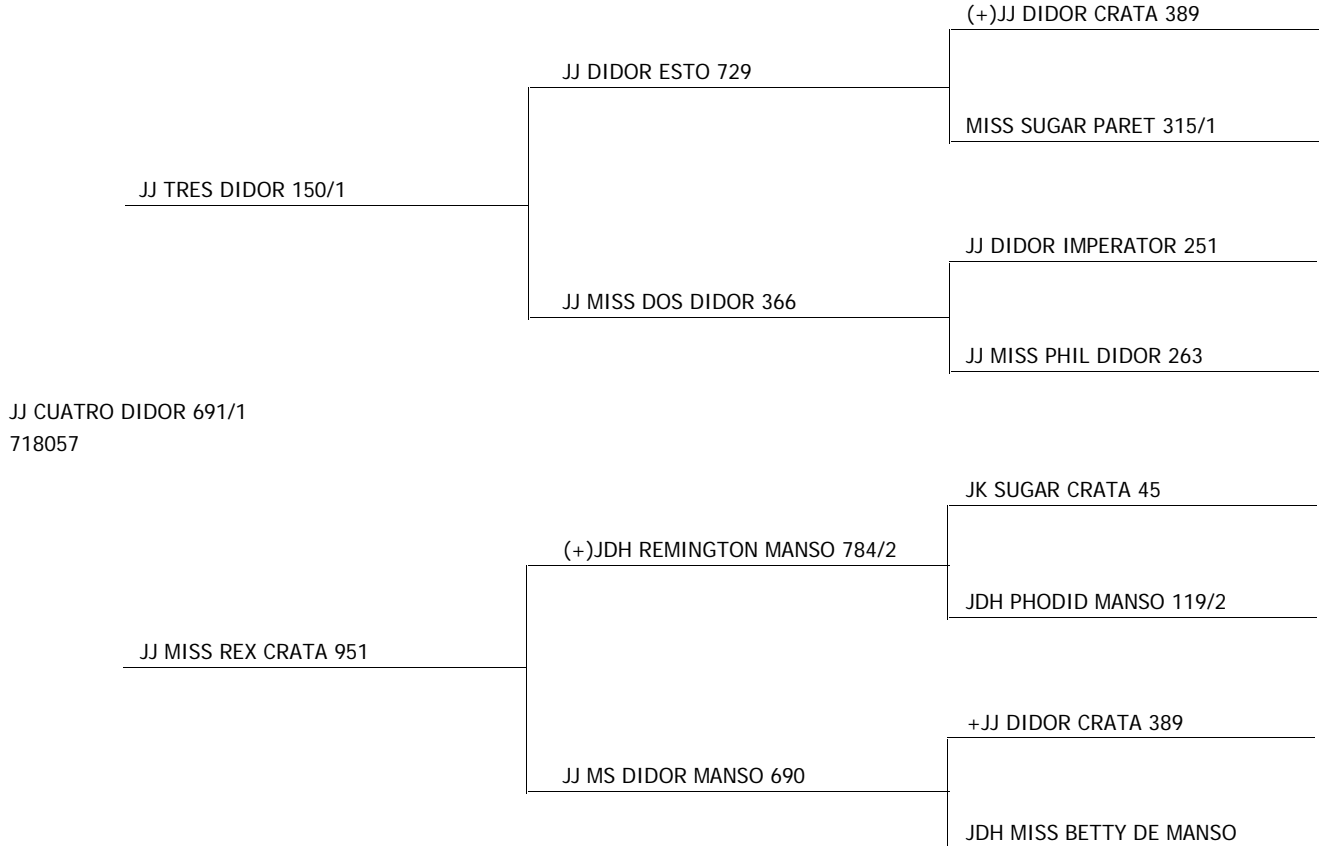 (+)JJ DIDOR CRATA 389
JJ DIDOR ESTO 729
MISS SUGAR PARET 315/1
JJ TRES DIDOR 150/1
JJ DIDOR IMPERATOR 251
JJ MISS DOS DIDOR 366
JJ MISS PHIL DIDOR 263
JJ CUATRO DIDOR 691/1
718057
JK SUGAR CRATA 45
(+)JDH REMINGTON MANSO 784/2
JDH PHODID MANSO 119/2
JJ MISS REX CRATA 951
+JJ DIDOR CRATA 389
JJ MS DIDOR MANSO 690
JDH MISS BETTY DE MANSO